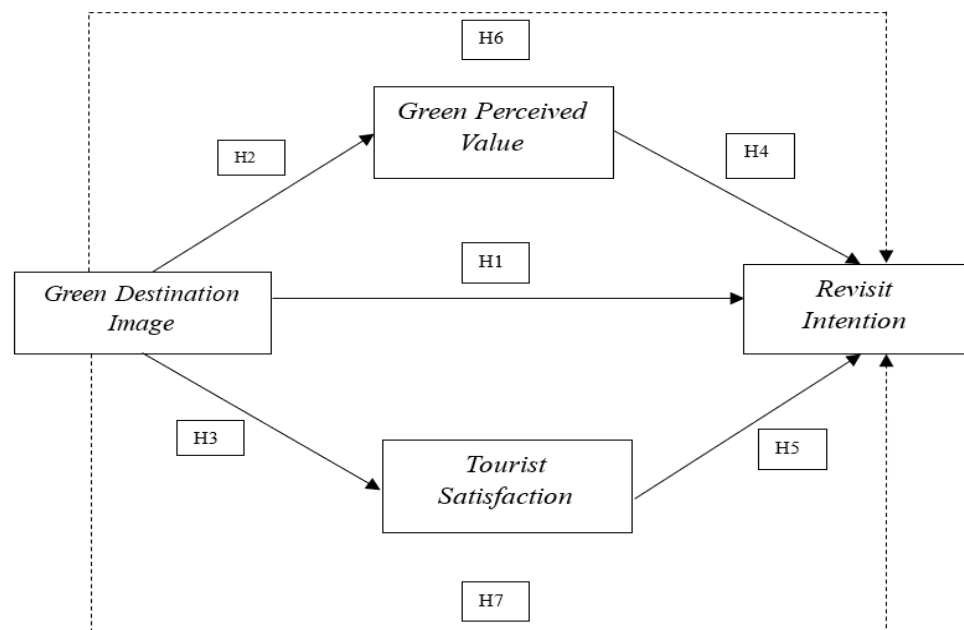 H6
Green Perceived
Value
H2
H4
H1
Green Destination
Image
Revisit
Intention
H3
H5
Tourist
Satisfaction
H7